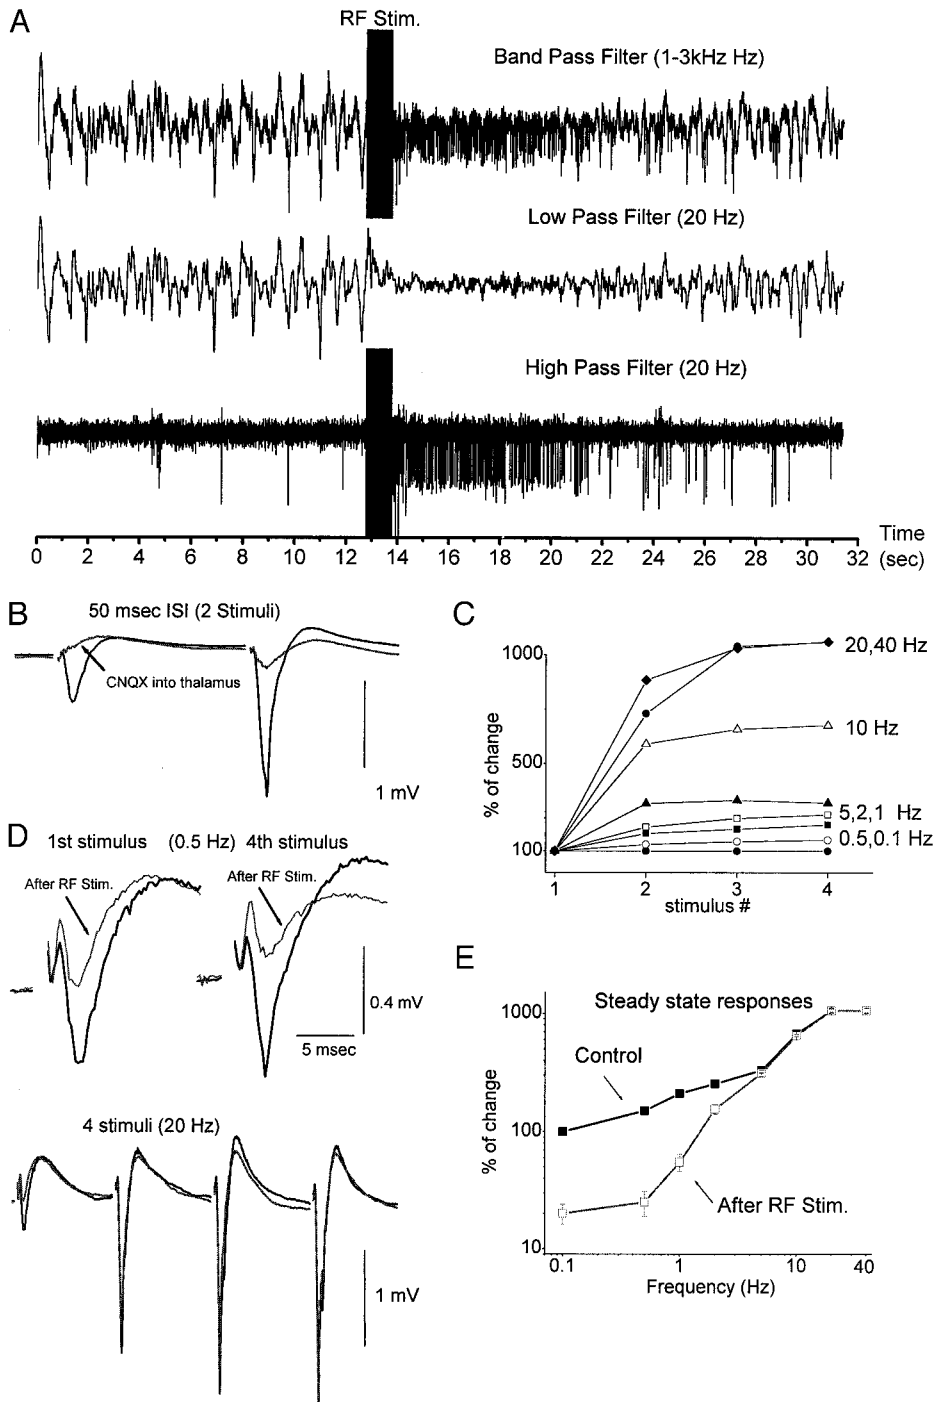 A
RF Stim.
Band Pass Filter (1-3kHz Hz)
Low Pass Filter (20 Hz)
High Pass Filter (20 Hz)
0 2 4 6 8 10 12 14 16 18 20 22 24 26 28 30 32
Time
(sec)
B
50 msec ISI (2 Stimuli)
CNQX into thalamus
1 mV
C
% of change
1000
500
100
20,40 Hz
10 Hz
5,2,1 Hz
0.5,0.1 Hz
1 2 3 4
stimulus #
D
1st stimulus (0.5 Hz) 4th stimulus
After RF Stim.
After RF Stim.
0.4 mV
5 msec
4 stimuli (20 Hz)
1 mV
E
Steady state responses
% of change
1000
100
10
Control
After RF Stim.
0.1 1 10 40
Frequency (Hz)